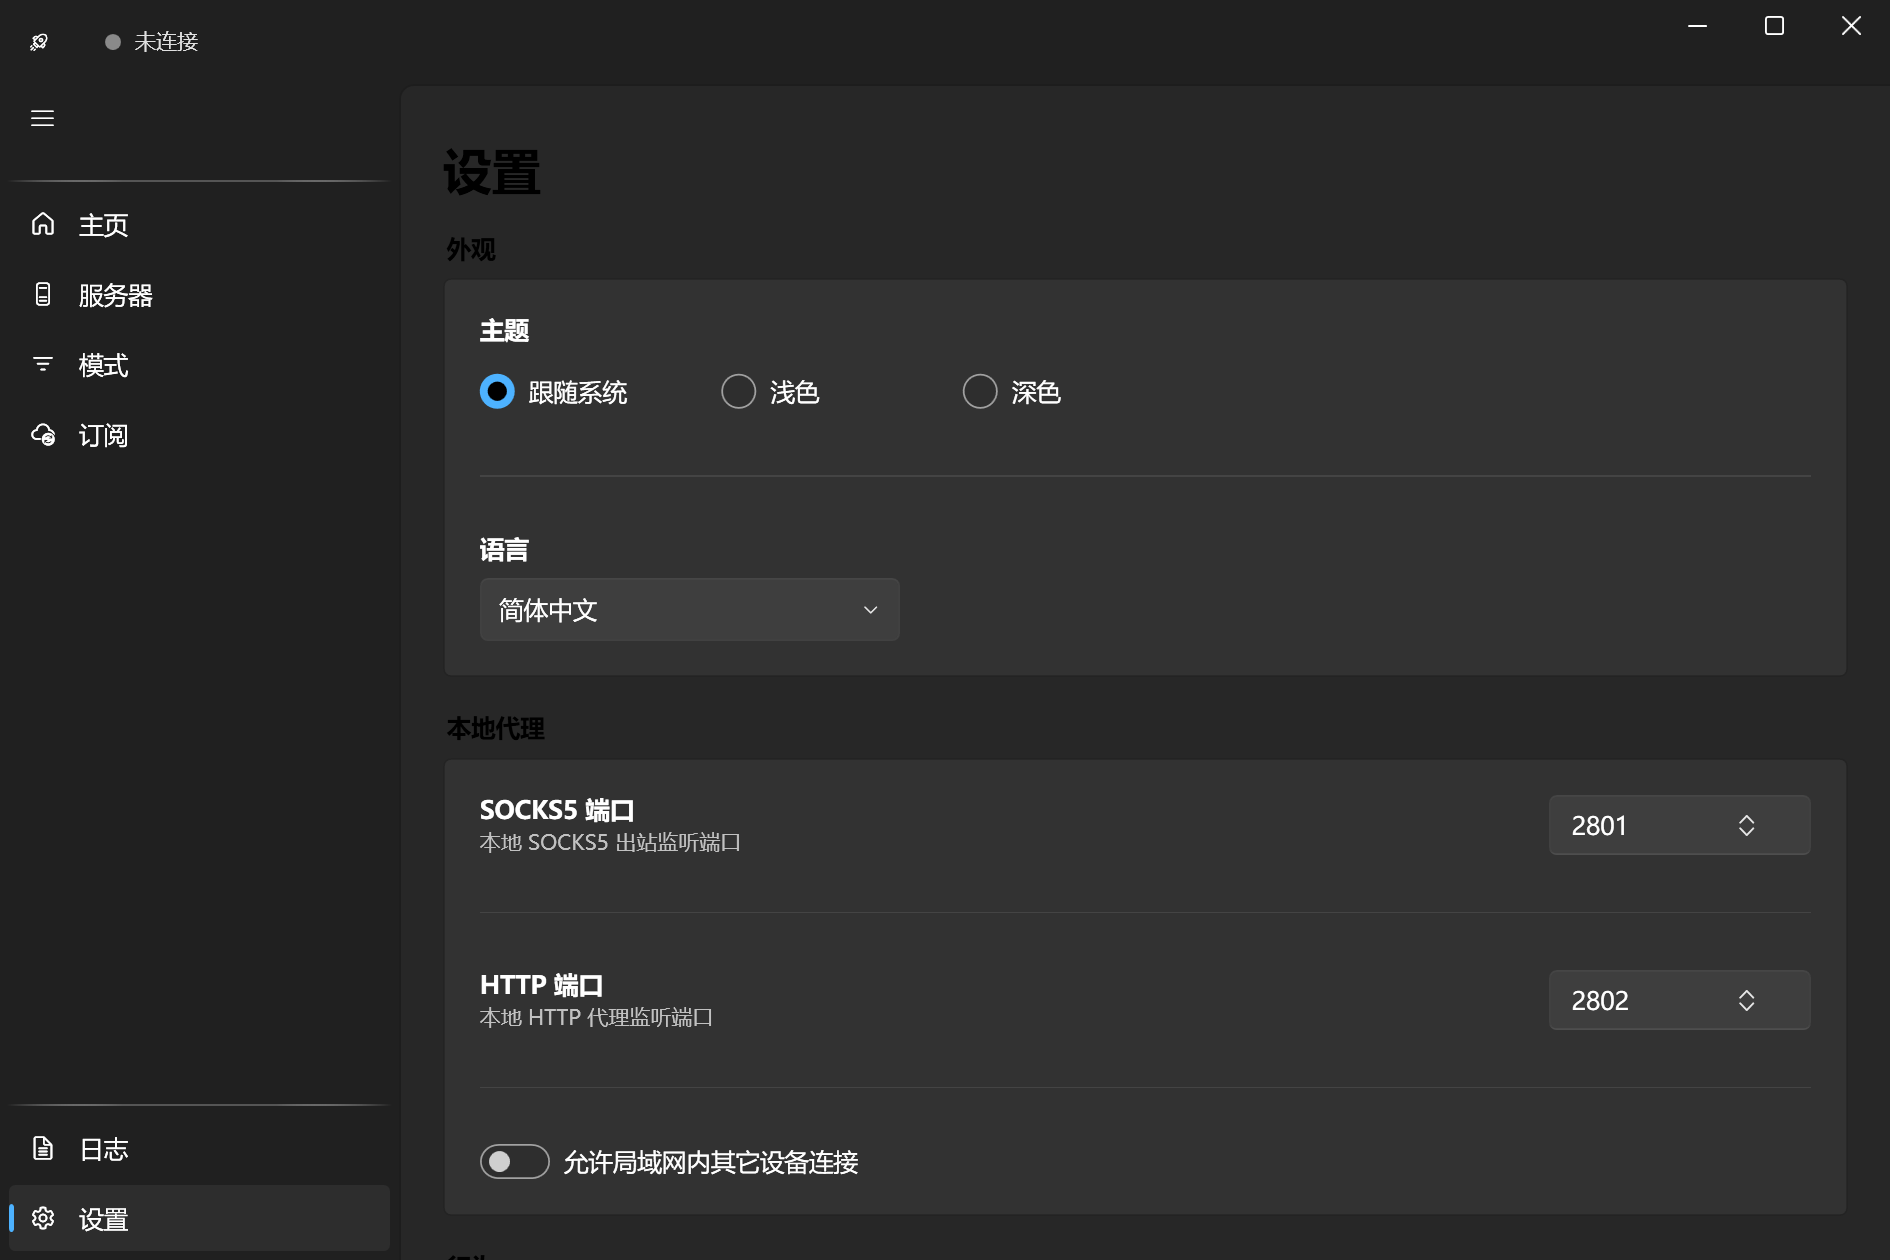 未连接
主页
服务器
模式
订阅
日志
设置
设置
外观
主题
跟随系统
浅色
深色
语言
简体中文
本地代理
SOCKS5 端口
本地 SOCKS5 出站监听端口
2801
HTTP 端口
本地 HTTP 代理监听端口
2802
允许局域网内其它设备连接